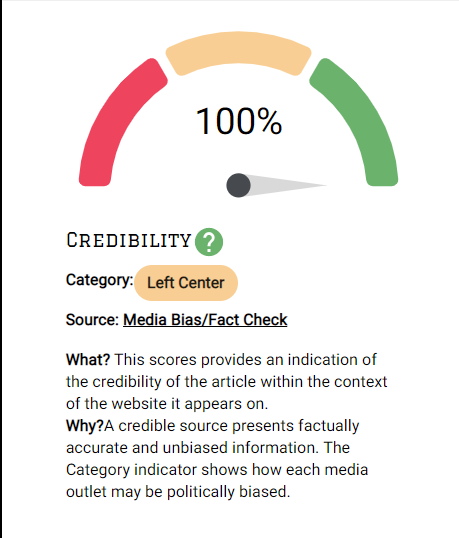 100%
CREDIBILITY ?
Category: Left Center
Source: Media Bias/Fact Check
What? This scores provides an indication of
the credibility of the article within the context
of the website it appears on.
Why?A credible source presents factually
accurate and unbiased information. The
Category indicator shows how each media
outlet may be politically biased.